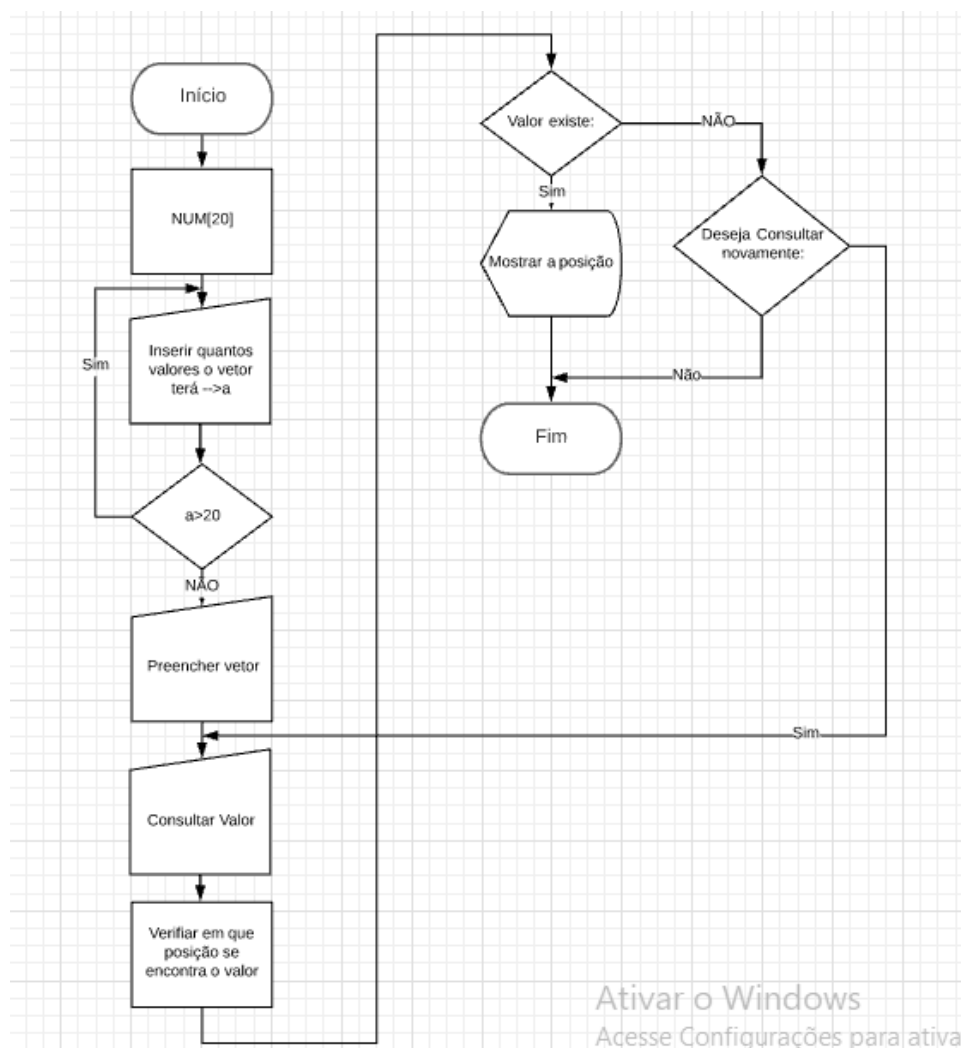 Início
NUM[20]
Inserir quantos
valores o vetor
terá -->a
Sim
a>20
NÃO
Preencher vetor
Consultar Valor
Verifiar em que
posição se
encontra o valor
Valor existe:
NÃO
Sim
Mostrar a posição
Deseja Consultar
novamente:
Não
Fim
Sim
Ativar o Windows
Acesse Configurações para ativa